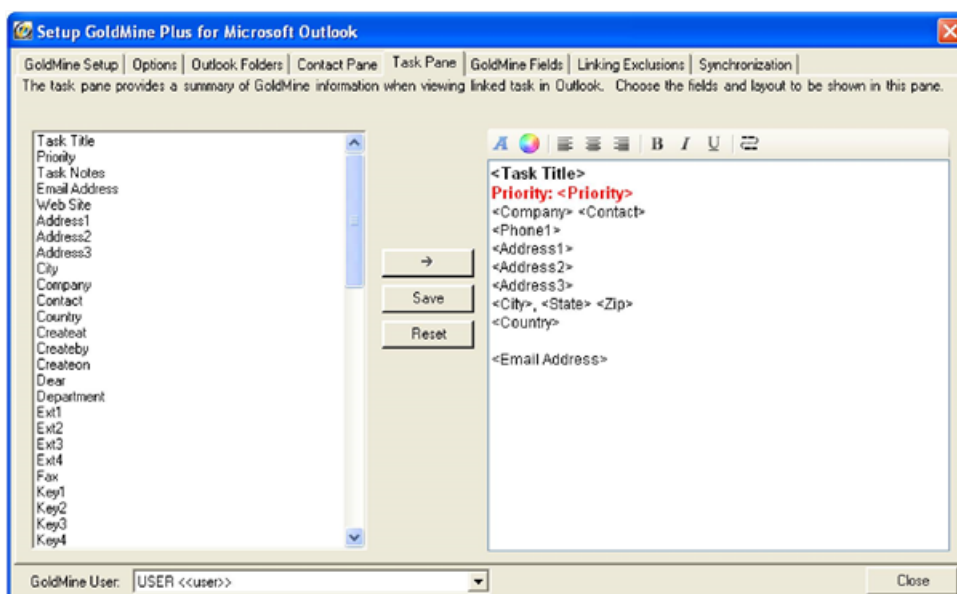 Setup GoldMine Plus for Microsoft Outlook
GoldMine Setup Options Outlook Folders Contact Pane Task Pane GoldMine Fields Linking Exclusions Synchronization
The task pane provides a summary of GoldMine information when viewing linked task in Outlook. Choose the fields and layout to be shown in this pane.
Task Title
Priority
Task Notes
Email Address
Web Site
Address1
Address2
Address3
City
Company
Contact
Country
Createat
Createby
Createon
Dear
Department
Ext1
Ext2
Ext3
Ext4
Fax
Key1
Key2
Key3
Key4
→
Save
Reset
A B I U
<Task Title>
Priority: <Priority>
<Company> <Contact>
<Phone1>
<Address1>
<Address2>
<Address3>
<City>, <State> <Zip>
<Country>
<Email Address>
GoldMine User: USER <<user>>
Close